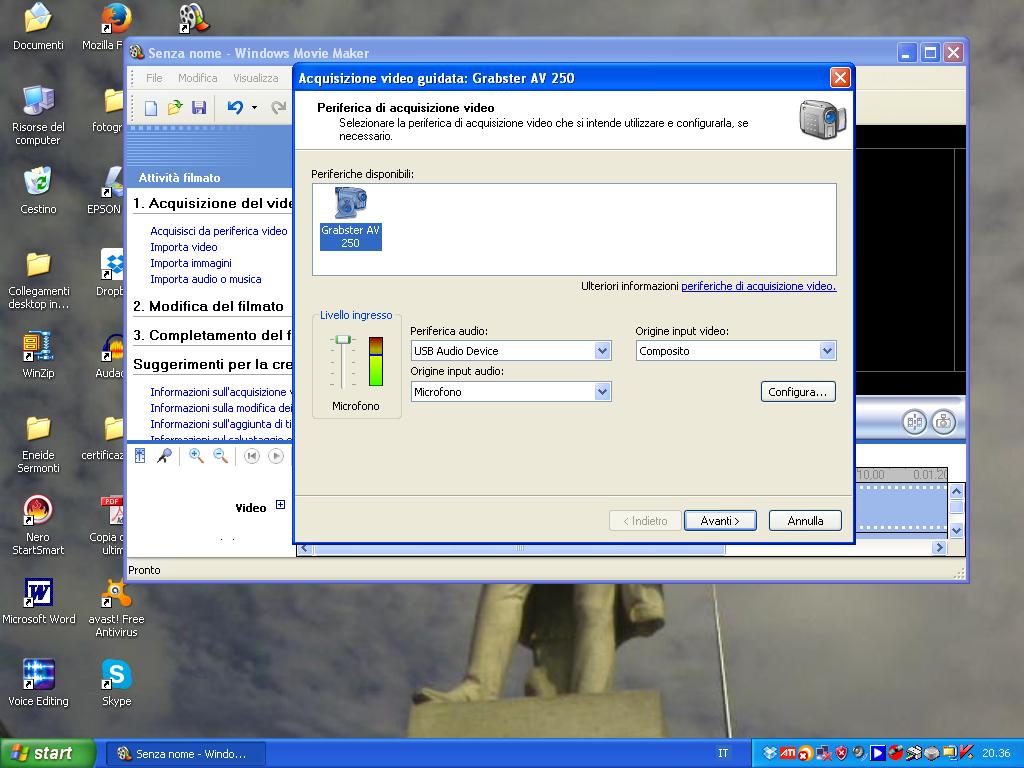 Documenti
Mozilla F
Risorse del
computer
fotogr
Cestino
EPSON
Collegamenti
desktop in...
Dropb
WinZip
Audac
Eneide
Sermonti
certificaz
Nero
StartSmart
Copia d
ultim
Microsoft Word
avast! Free
Antivirus
Voice Editing
Skype
Senza nome - Windows Movie Maker
File Modifica Visualizza
Attività filmato
1. Acquisizione del vide
Acquisisci da periferica video
Importa video
Importa immagini
Importa audio o musica
2. Modifica del filmato
3. Completamento del f
Suggerimenti per la cre
Informazioni sull'acquisizione v
Informazioni sulla modifica dei
Informazioni sull'aggiunta di ti
Informazioni sul salvataggio
Video
Pronto
10,00 0.01.20
Acquisizione video guidata: Grabster AV 250
Periferica di acquisizione video
Selezionare la periferica di acquisizione video che si intende utilizzare e configurarla, se
necessario.
Periferiche disponibili:
Grabster AV
250
Ulteriori informazioni periferiche di acquisizione video.
Livello ingresso
Microfono
Periferica audio:
USB Audio Device
Origine input audio:
Microfono
Origine input video:
Composito
Configura...
< Indietro
Avanti >
Annulla
start
Senza nome - Windo...
IT
ATI
20.36